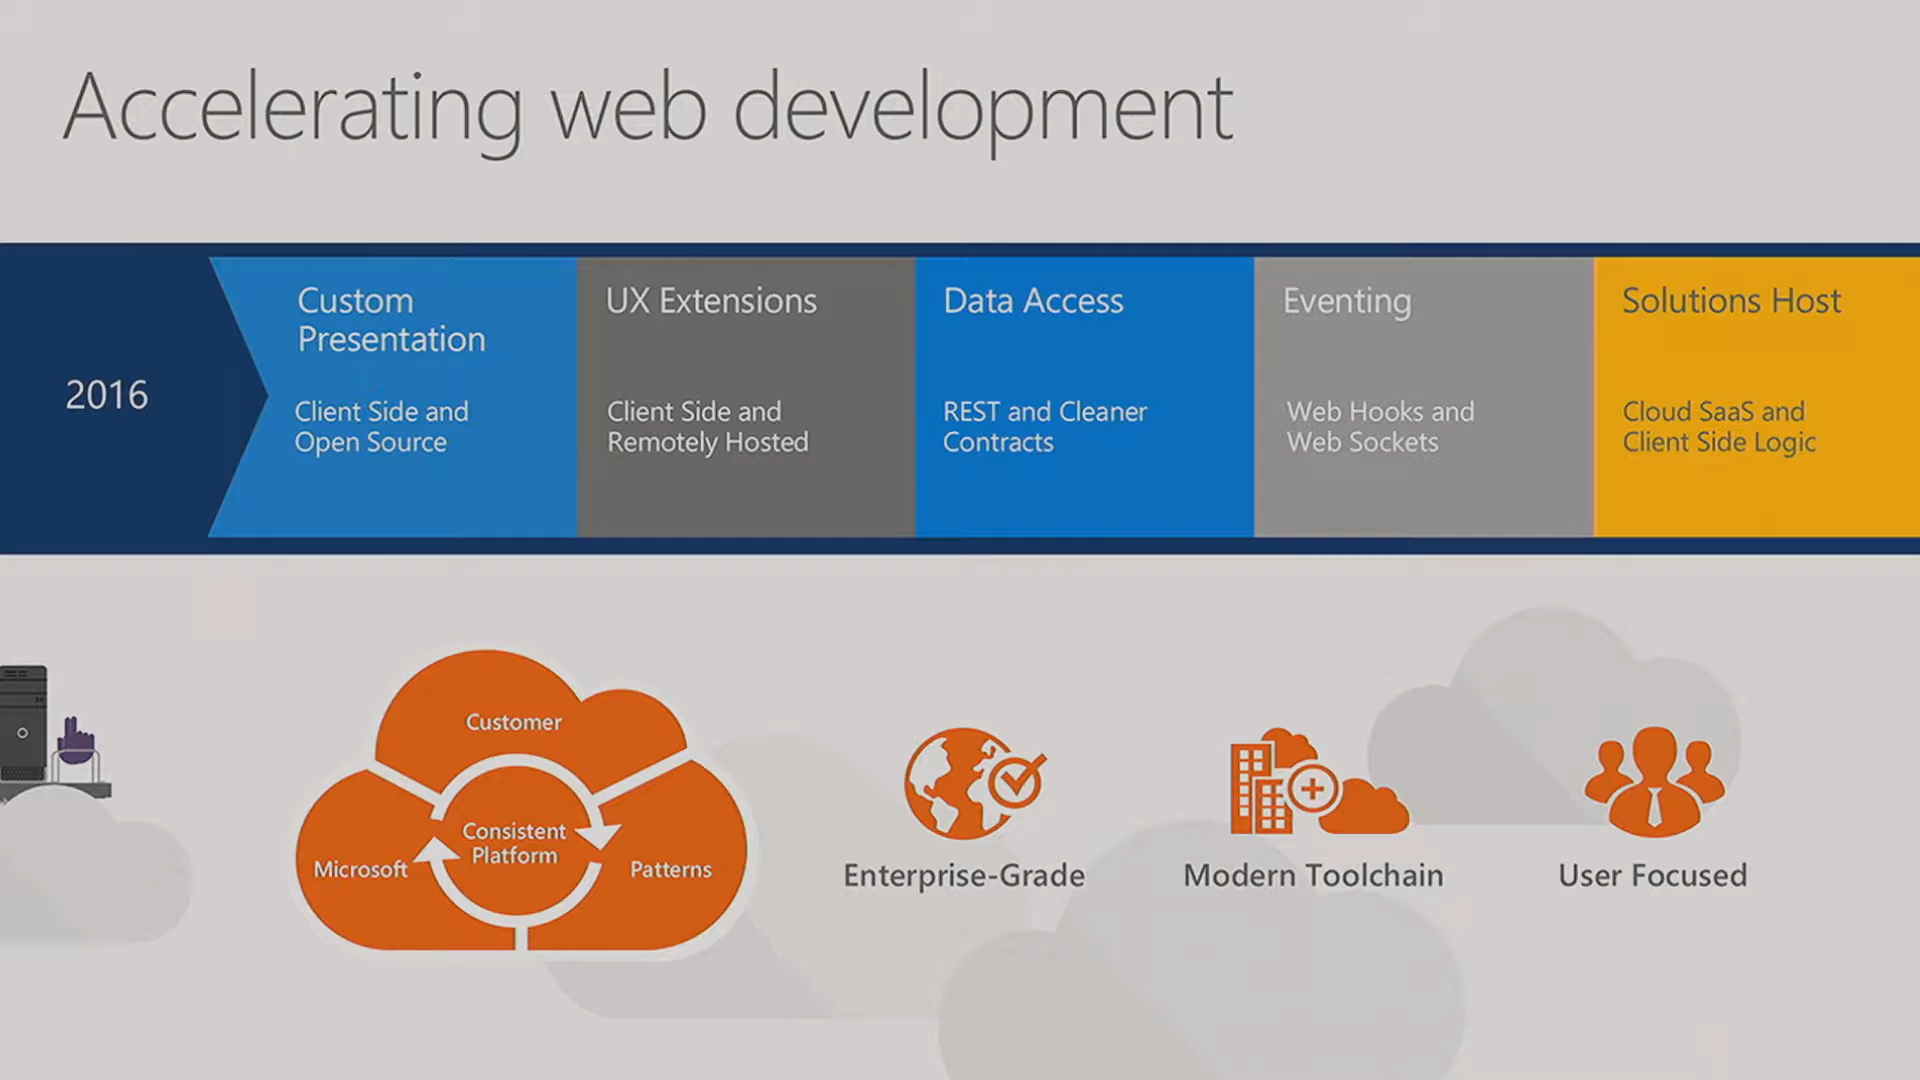 Accelerating web development
2016
Custom
Presentation
Client Side and
Open Source
UX Extensions
Client Side and
Remotely Hosted
Data Access
REST and Cleaner
Contracts
Eventing
Web Hooks and
Web Sockets
Solutions Host
Cloud SaaS and
Client Side Logic
Customer
Consistent
Platform
Microsoft
Patterns
Enterprise-Grade
Modern Toolchain
User Focused